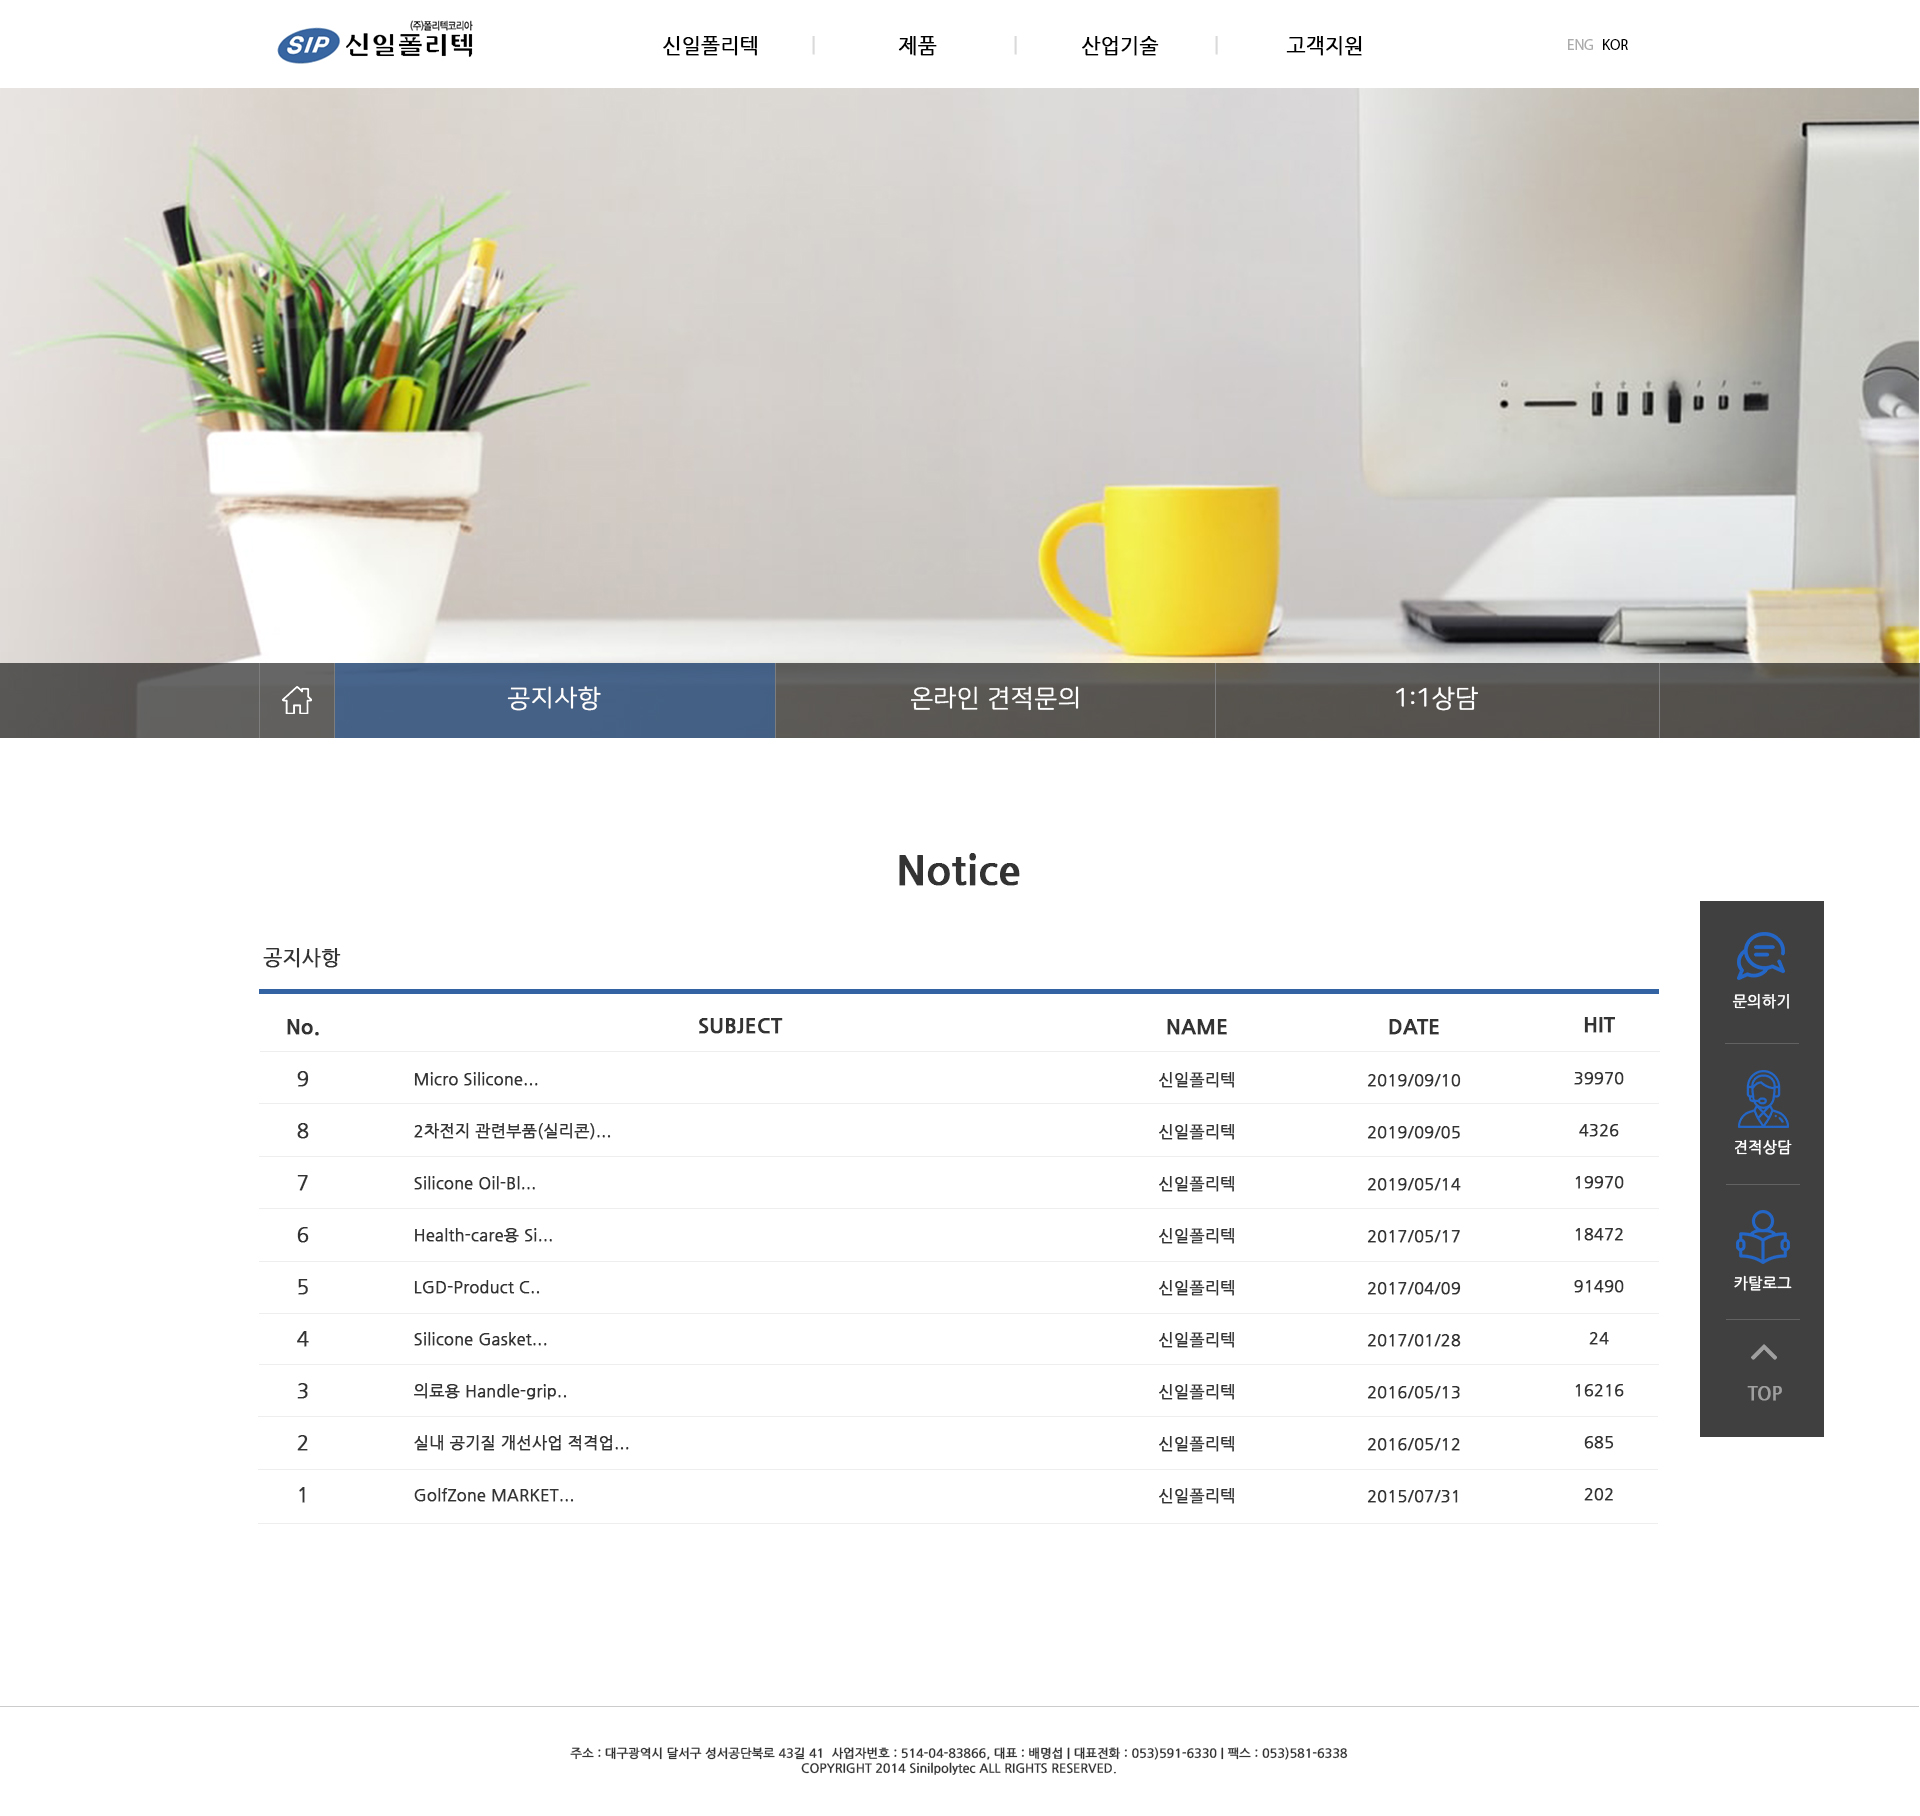 (주)폴리텍코리아
SIP 신일폴리텍
신일폴리텍 | 제품 | 산업기술 | 고객지원
ENG KOR
공지사항 온라인 견적문의 1:1상담
Notice
공지사항
No. SUBJECT NAME DATE HIT
9 Micro Silicone... 신일폴리텍 2019/09/10 39970
8 2차전지 관련부품(실리콘)... 신일폴리텍 2019/09/05 4326
7 Silicone Oil-Bl... 신일폴리텍 2019/05/14 19970
6 Health-care용 Si... 신일폴리텍 2017/05/17 18472
5 LGD-Product C.. 신일폴리텍 2017/04/09 91490
4 Silicone Gasket... 신일폴리텍 2017/01/28 24
3 의료용 Handle-grip.. 신일폴리텍 2016/05/13 16216
2 실내 공기질 개선사업 적격업... 신일폴리텍 2016/05/12 685
1 GolfZone MARKET... 신일폴리텍 2015/07/31 202
문의하기
견적상담
카탈로그
TOP
주소 : 대구광역시 달서구 성서공단북로 43길 41 사업자번호 : 514-04-83866, 대표 : 배명섭 | 대표전화 : 053)591-6330 | 팩스 : 053)581-6338
COPYRIGHT 2014 Sinilpolytec ALL RIGHTS RESERVED.